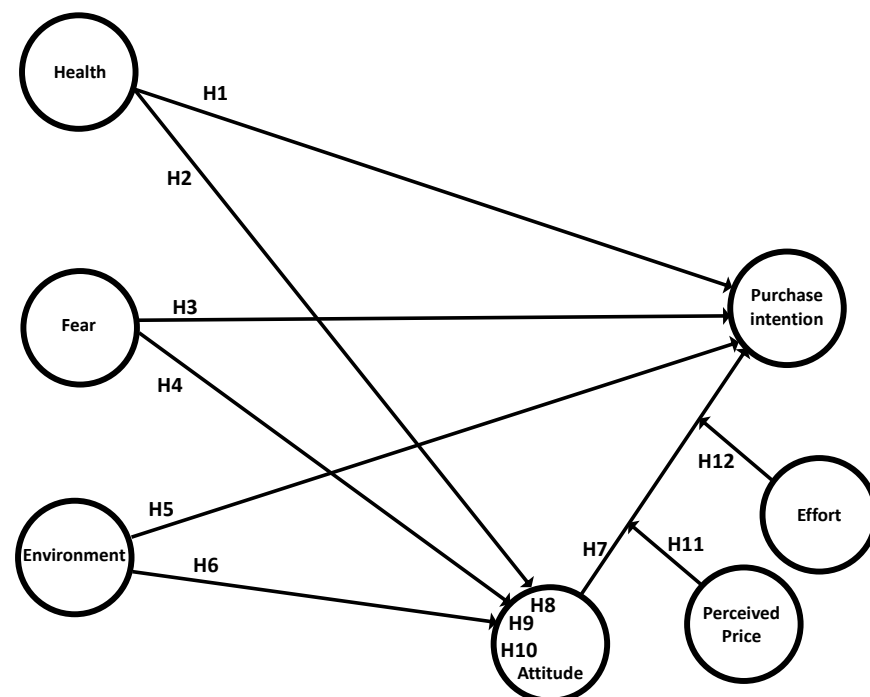 Health
H1
H2
Fear
H3
H4
Purchase
intention
Environment
H5
H6
H12
Effort
H7
H11
H8
H9
H10
Attitude
Perceived
Price